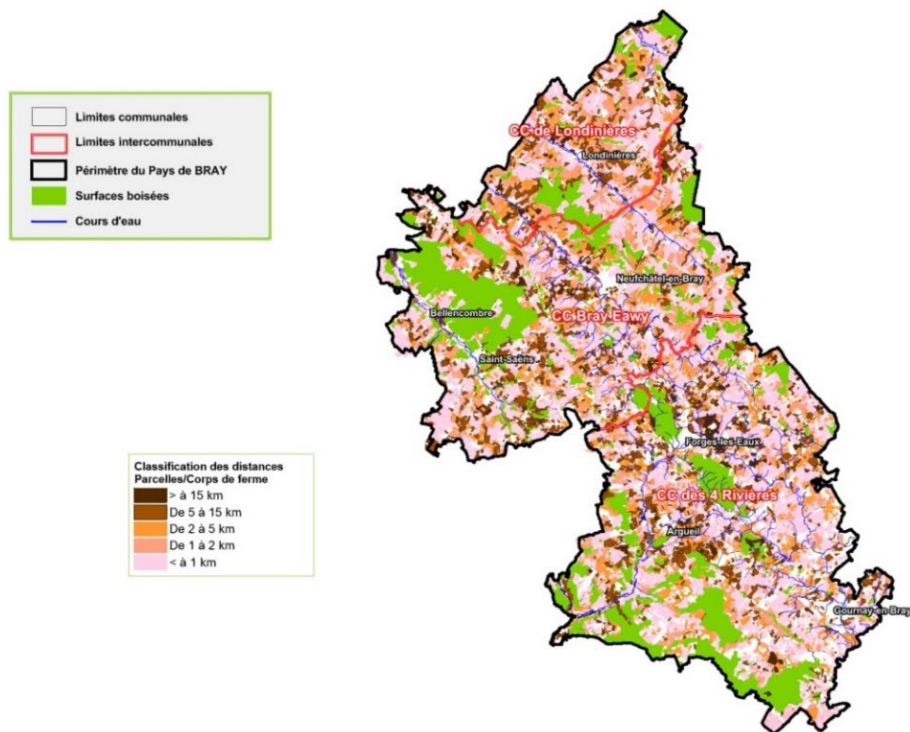 Limites communales
Limites intercommunales
Périmètre du Pays de BRAY
Surfaces boisées
Cours d'eau
CC de Londinières
Londinières
Neufchâtel-en-Bray
Bellencombre
CC Bray Eawy
Saint-Saëns
Forges-les-Eaux
CC des 4 Rivières
Argueil
Gournay-en-Bray
Classification des distances
Parcelles/Corps de ferme
> à 15 km
De 5 à 15 km
De 2 à 5 km
De 1 à 2 km
< à 1 km